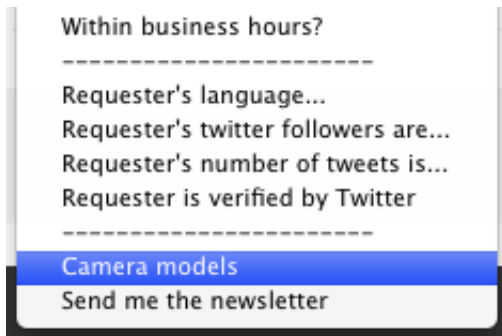 Within business hours?
-----------------------
Requester's language...
Requester's twitter followers are...
Requester's number of tweets is...
Requester is verified by Twitter
-----------------------
Camera models
Send me the newsletter